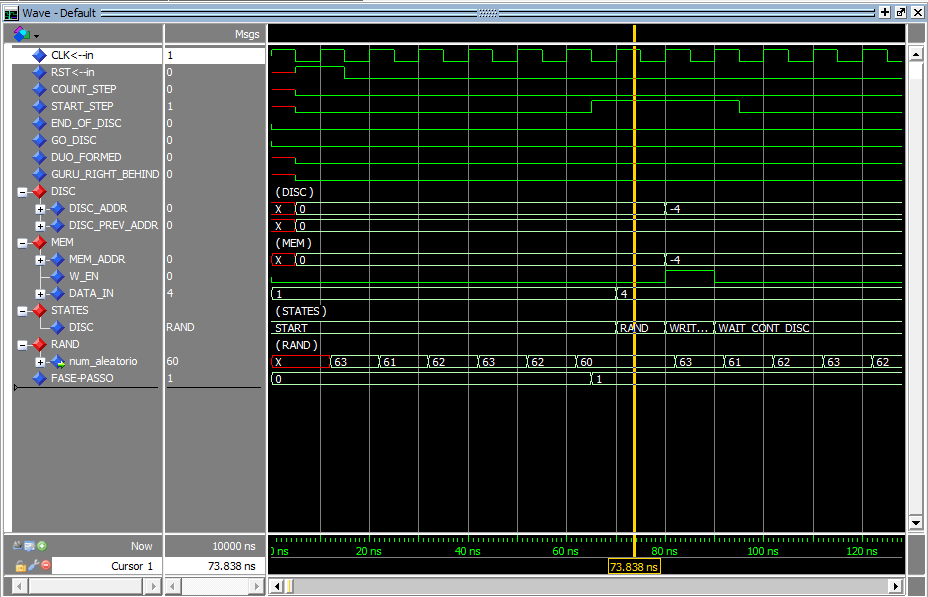 Wave - Default
Msgs
CLK<--in 1
RST<--in 0
COUNT_STEP 0
START_STEP 1
END_OF_DISC 0
GO_DISC 0
DUO_FORMED 0
GURU_RIGHT_BEHIND 0
DISC (DISC)
DISC_ADDR 0 X 0 -4
DISC_PREV_ADDR 0 X 0
MEM (MEM)
MEM_ADDR 0 X 0 -4
W_EN 0
DATA_IN 4 1 4
STATES (STATES)
DISC RAND START RAND WRIT... WAIT_CONT_DISC
RAND (RAND)
num_aleatorio 60 X 63 61 62 63 62 60 63 61 62 63 62
FASE-PASSO 1 0 1
Now 10000 ns 0 ns 20 ns 40 ns 60 ns 80 ns 100 ns 120 ns
Cursor 1 73.838 ns 73.838 ns